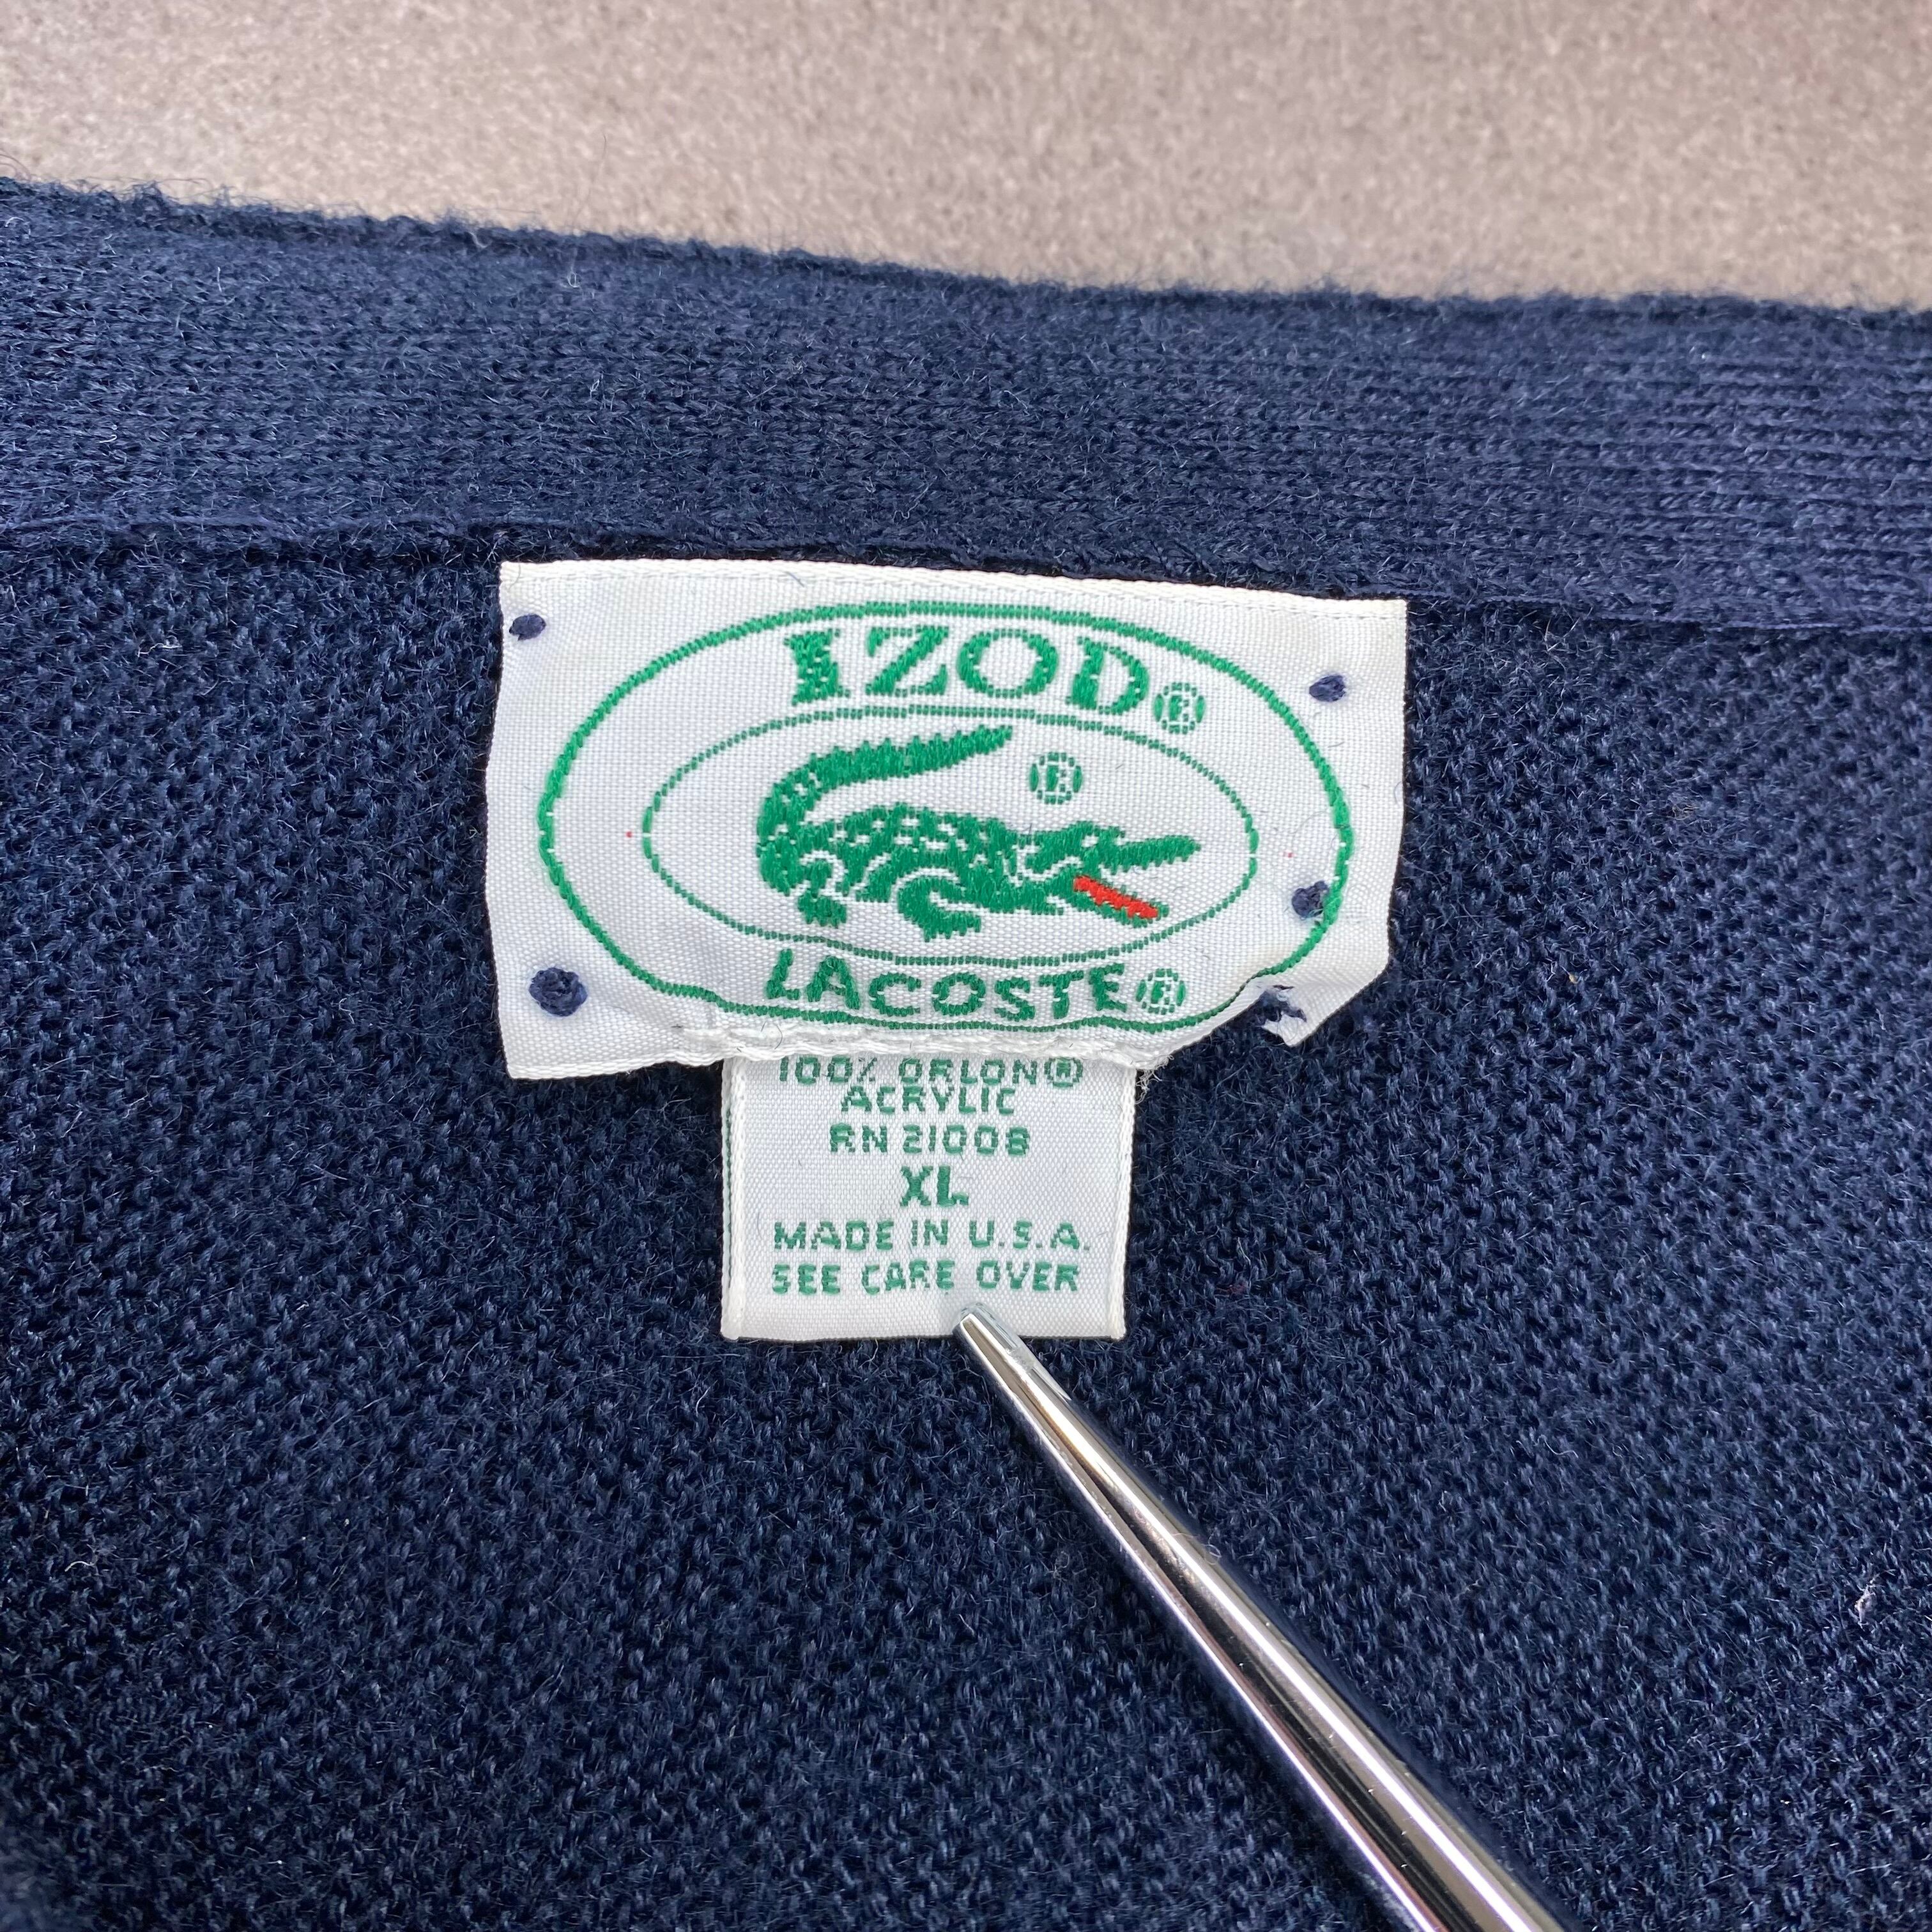 IZOD®
®
LACOSTE®
100% ORLON®
ACRYLIC
RN 21008
XL
MADE IN U.S.A.
SEE CARE OVER